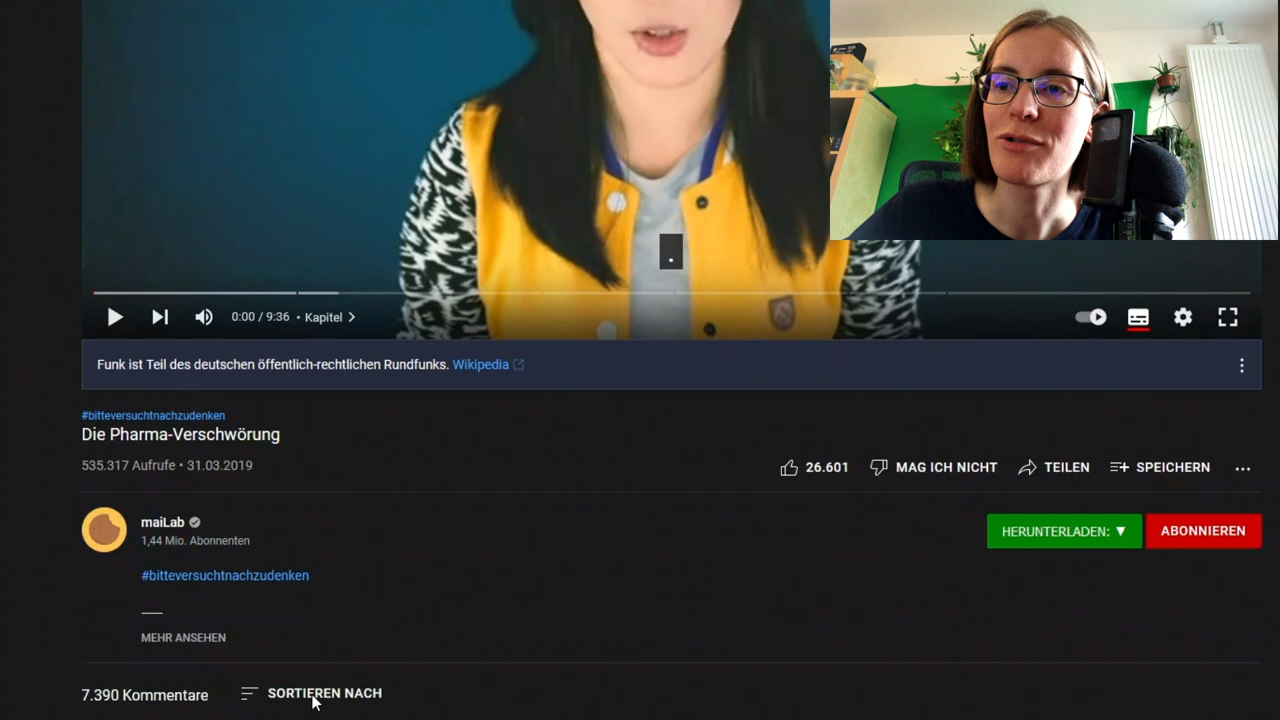 .
0:00 / 9:36 • Kapitel
Funk ist Teil des deutschen öffentlich-rechtlichen Rundfunks. Wikipedia
#bitteversuchtnachzudenken
Die Pharma-Verschwörung
535.317 Aufrufe • 31.03.2019
26.601 MAG ICH NICHT TEILEN SPEICHERN ...
maiLab
1,44 Mio. Abonnenten
HERUNTERLADEN: ▼ ABONNIEREN
#bitteversuchtnachzudenken
MEHR ANSEHEN
7.390 Kommentare SORTIEREN NACH